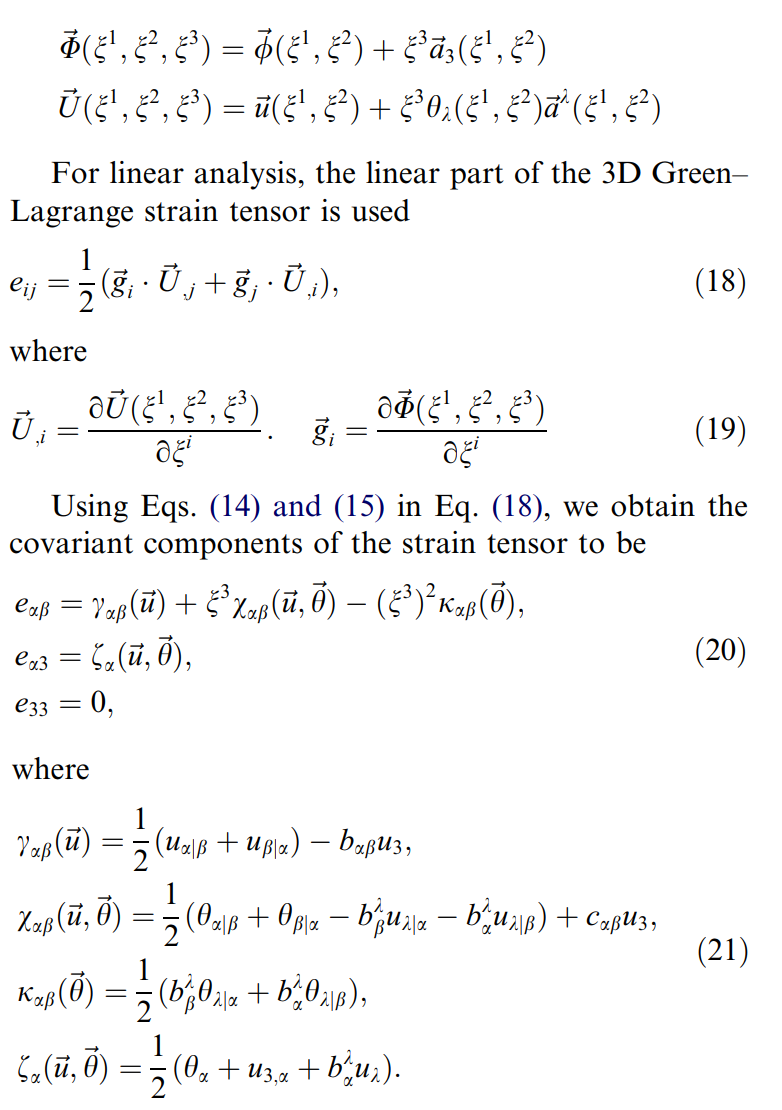 $\vec{\Phi}(\xi^1, \xi^2, \xi^3) = \vec{\phi}(\xi^1, \xi^2) + \xi^3 \vec{a}_3(\xi^1, \xi^2)$
$\vec{U}(\xi^1, \xi^2, \xi^3) = \vec{u}(\xi^1, \xi^2) + \xi^3 \theta_\lambda(\xi^1, \xi^2) \vec{a}^\lambda(\xi^1, \xi^2)$
For linear analysis, the linear part of the 3D Green–
Lagrange strain tensor is used
$e_{ij} = \frac{1}{2}(\vec{g}_i \cdot \vec{U}_{,j} + \vec{g}_j \cdot \vec{U}_{,i}),$ (18)
where
$\vec{U}_{,i} = \frac{\partial \vec{U}(\xi^1, \xi^2, \xi^3)}{\partial \xi^i}. \quad \vec{g}_i = \frac{\partial \vec{\Phi}(\xi^1, \xi^2, \xi^3)}{\partial \xi^i}$ (19)
Using Eqs. (14) and (15) in Eq. (18), we obtain the
covariant components of the strain tensor to be
$e_{\alpha\beta} = \gamma_{\alpha\beta}(\vec{u}) + \xi^3 \chi_{\alpha\beta}(\vec{u}, \vec{\theta}) - (\xi^3)^2 \kappa_{\alpha\beta}(\vec{\theta}),$
$e_{\alpha 3} = \zeta_\alpha(\vec{u}, \vec{\theta}),$ (20)
$e_{33} = 0,$
where
$\gamma_{\alpha\beta}(\vec{u}) = \frac{1}{2}(u_{\alpha|\beta} + u_{\beta|\alpha}) - b_{\alpha\beta} u_3,$
$\chi_{\alpha\beta}(\vec{u}, \vec{\theta}) = \frac{1}{2}(\theta_{\alpha|\beta} + \theta_{\beta|\alpha} - b^\lambda_\beta u_{\lambda|\alpha} - b^\lambda_\alpha u_{\lambda|\beta}) + c_{\alpha\beta} u_3,$
(21)
$\kappa_{\alpha\beta}(\vec{\theta}) = \frac{1}{2}(b^\lambda_\beta \theta_{\lambda|\alpha} + b^\lambda_\alpha \theta_{\lambda|\beta}),$
$\zeta_\alpha(\vec{u}, \vec{\theta}) = \frac{1}{2}(\theta_\alpha + u_{3,\alpha} + b^\lambda_\alpha u_\lambda).$